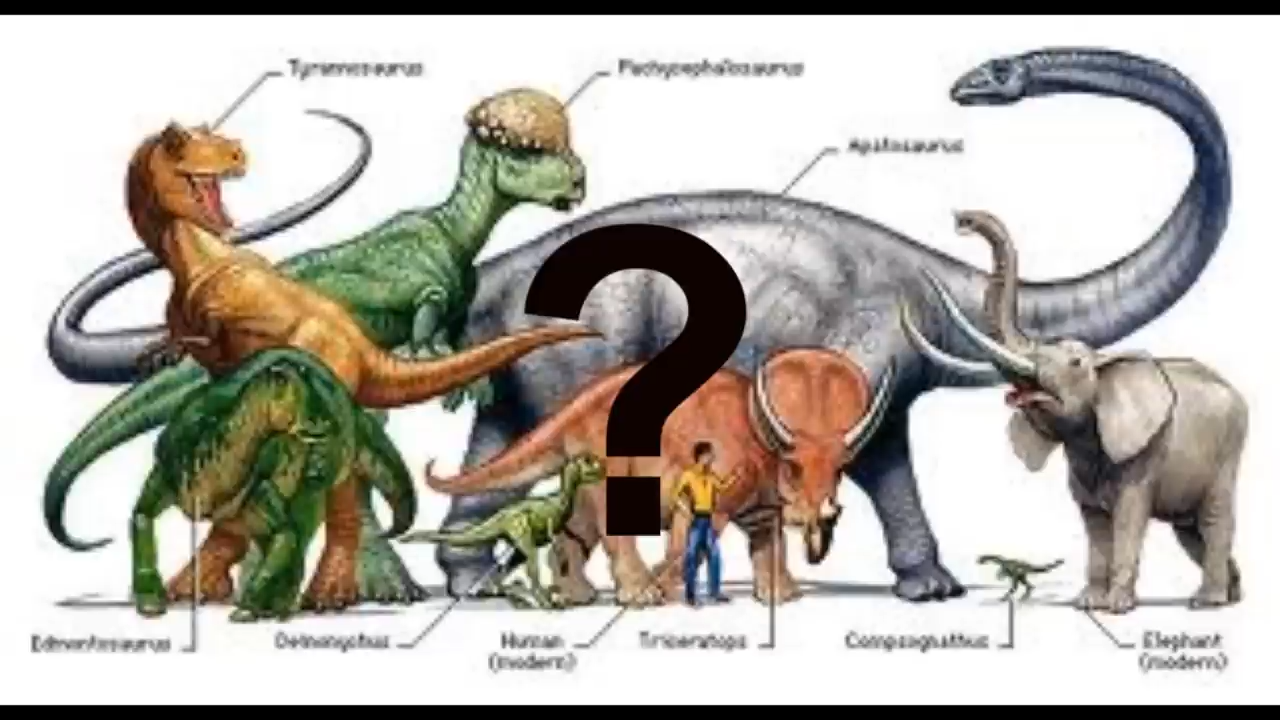 Tyrannosaurus
Pachycephalosaurus
Apatosaurus
?
Edmontosaurus
Deinonychus
Human
(modern)
Triceratops
Compsognathus
Elephant
(modern)